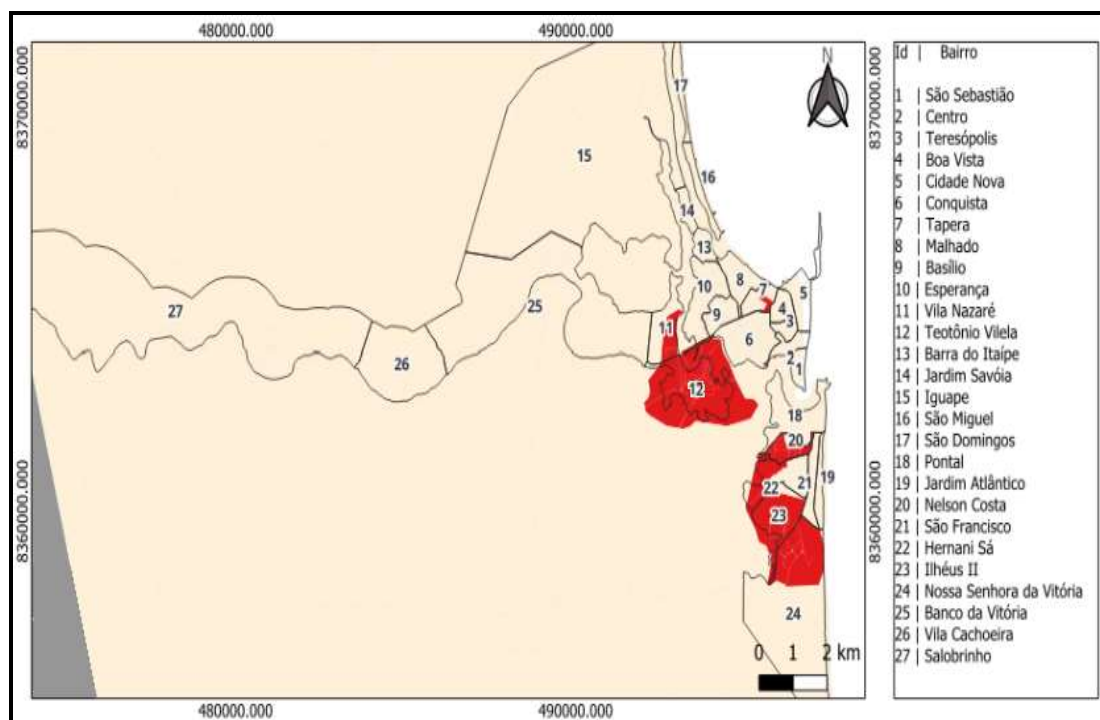 480000.000 490000.000
8370000.000
8360000.000
N
8370000.000
8360000.000
17
15
16
14
13
8
7
5
10
4
27
25
9
3
11
6
2
26
1
12
18
20
19
21
22
23
24
0 1 2 km
480000.000 490000.000
Id | Bairro
1 | São Sebastião
2 | Centro
3 | Teresópolis
4 | Boa Vista
5 | Cidade Nova
6 | Conquista
7 | Tapera
8 | Malhado
9 | Basílio
10 | Esperança
11 | Vila Nazaré
12 | Teotônio Vilela
13 | Barra do Itaípe
14 | Jardim Savóia
15 | Iguape
16 | São Miguel
17 | São Domingos
18 | Pontal
19 | Jardim Atlântico
20 | Nelson Costa
21 | São Francisco
22 | Hernani Sá
23 | Ilhéus II
24 | Nossa Senhora da Vitória
25 | Banco da Vitória
26 | Vila Cachoeira
27 | Salobrinho